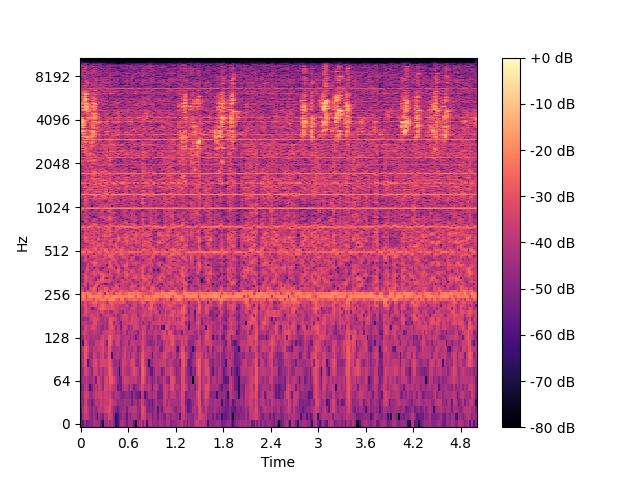 +0 dB
8192
-10 dB
4096
-20 dB
2048
-30 dB
1024
-40 dB
Hz
512
-50 dB
256
-60 dB
128
64
-70 dB
0
-80 dB
0 0.6 1.2 1.8 2.4 3 3.6 4.2 4.8
Time